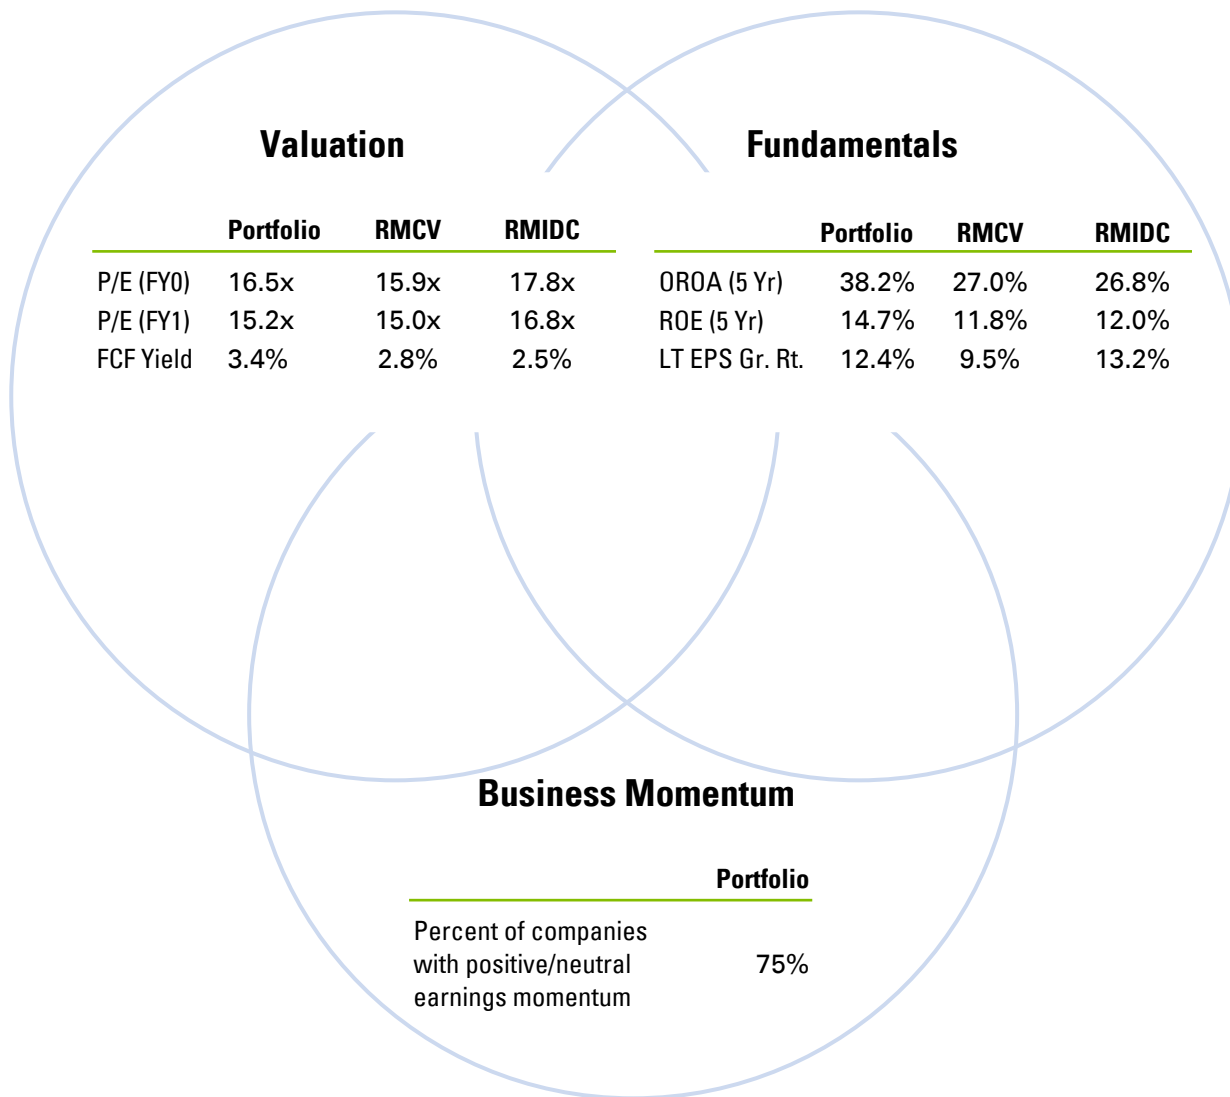 Valuation
Portfolio RMCV RMIDC
P/E (FY0) 16.5x 15.9x 17.8x
P/E (FY1) 15.2x 15.0x 16.8x
FCF Yield 3.4% 2.8% 2.5%
Fundamentals
Portfolio RMCV RMIDC
OROA (5 Yr) 38.2% 27.0% 26.8%
ROE (5 Yr) 14.7% 11.8% 12.0%
LT EPS Gr. Rt. 12.4% 9.5% 13.2%
Business Momentum
Portfolio
Percent of companies
with positive/neutral 75%
earnings momentum